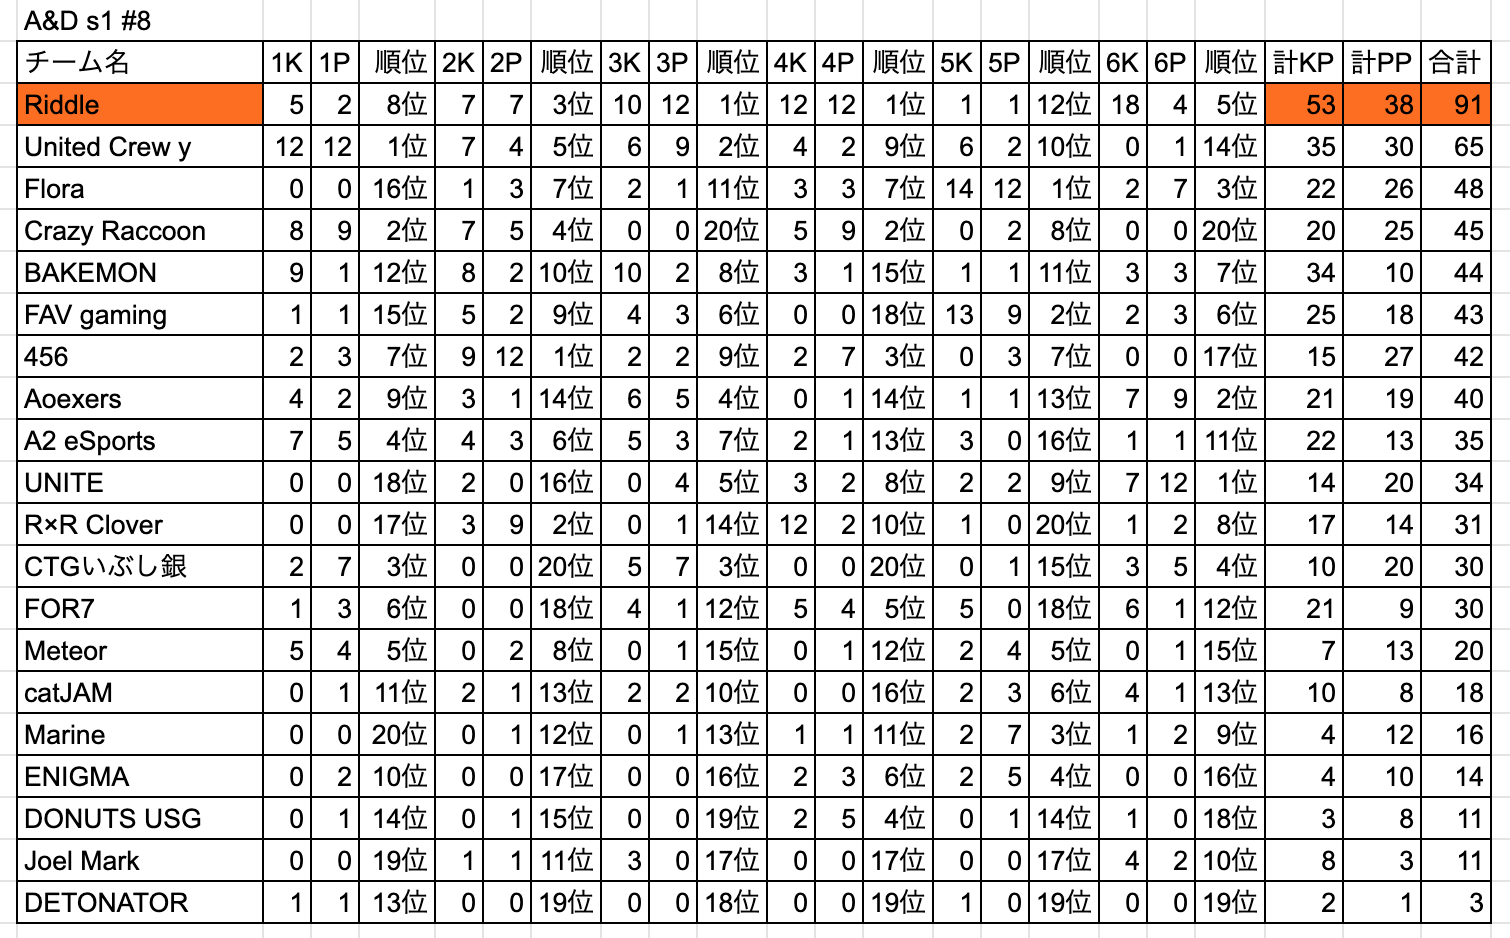 A&D s1 #8
チーム名 1K 1P 順位 2K 2P 順位 3K 3P 順位 4K 4P 順位 5K 5P 順位 6K 6P 順位 計KP 計PP 合計
Riddle 5 2 8位 7 7 3位 10 12 1位 12 12 1位 1 1 12位 18 4 5位 53 38 91
United Crew y 12 12 1位 7 4 5位 6 9 2位 4 2 9位 6 2 10位 0 1 14位 35 30 65
Flora 0 0 16位 1 3 7位 2 1 11位 3 3 7位 14 12 1位 2 7 3位 22 26 48
Crazy Raccoon 8 9 2位 7 5 4位 0 0 20位 5 9 2位 0 2 8位 0 0 20位 20 25 45
BAKEMON 9 1 12位 8 2 10位 10 2 8位 3 1 15位 1 1 11位 3 3 7位 34 10 44
FAV gaming 1 1 15位 5 2 9位 4 3 6位 0 0 18位 13 9 2位 2 3 6位 25 18 43
456 2 3 7位 9 12 1位 2 2 9位 2 7 3位 0 3 7位 0 0 17位 15 27 42
Aoexers 4 2 9位 3 1 14位 6 5 4位 0 1 14位 1 1 13位 7 9 2位 21 19 40
A2 eSports 7 5 4位 4 3 6位 5 3 7位 2 1 13位 3 0 16位 1 1 11位 22 13 35
UNITE 0 0 18位 2 0 16位 0 4 5位 3 2 8位 2 2 9位 7 12 1位 14 20 34
R×R Clover 0 0 17位 3 9 2位 0 1 14位 12 2 10位 1 0 20位 1 2 8位 17 14 31
CTGいぶし銀 2 7 3位 0 0 20位 5 7 3位 0 0 20位 0 1 15位 3 5 4位 10 20 30
FOR7 1 3 6位 0 0 18位 4 1 12位 5 4 5位 5 0 18位 6 1 12位 21 9 30
Meteor 5 4 5位 0 2 8位 0 1 15位 0 1 12位 2 4 5位 0 1 15位 7 13 20
catJAM 0 1 11位 2 1 13位 2 2 10位 0 0 16位 2 3 6位 4 1 13位 10 8 18
Marine 0 0 20位 0 1 12位 0 1 13位 1 1 11位 2 7 3位 1 2 9位 4 12 16
ENIGMA 0 2 10位 0 0 17位 0 0 16位 2 3 6位 2 5 4位 0 0 16位 4 10 14
DONUTS USG 0 1 14位 0 1 15位 0 0 19位 2 5 4位 0 1 14位 1 0 18位 3 8 11
Joel Mark 0 0 19位 1 1 11位 3 0 17位 0 0 17位 0 0 17位 4 2 10位 8 3 11
DETONATOR 1 1 13位 0 0 19位 0 0 18位 0 0 19位 1 0 19位 0 0 19位 2 1 3